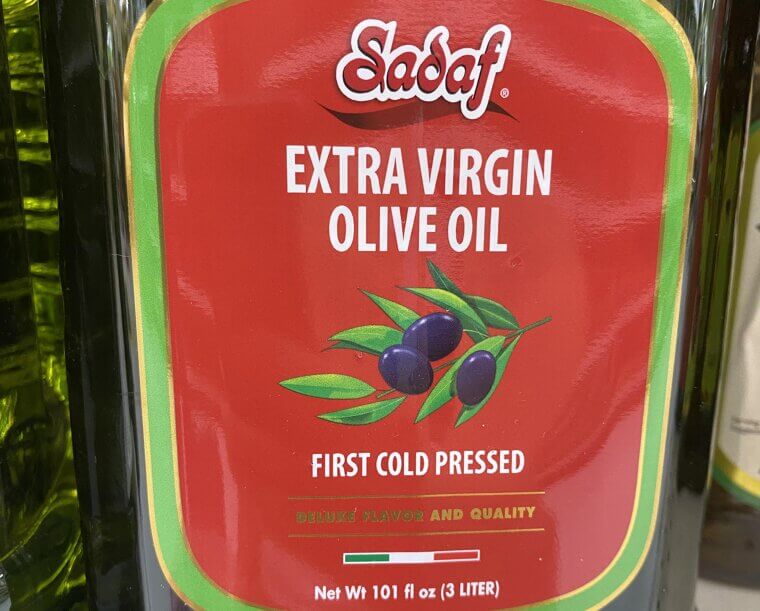 Sadaf®
EXTRA VIRGIN
OLIVE OIL
FIRST COLD PRESSED
DELUXE FLAVOR AND QUALITY
Net Wt 101 fl oz (3 LITER)